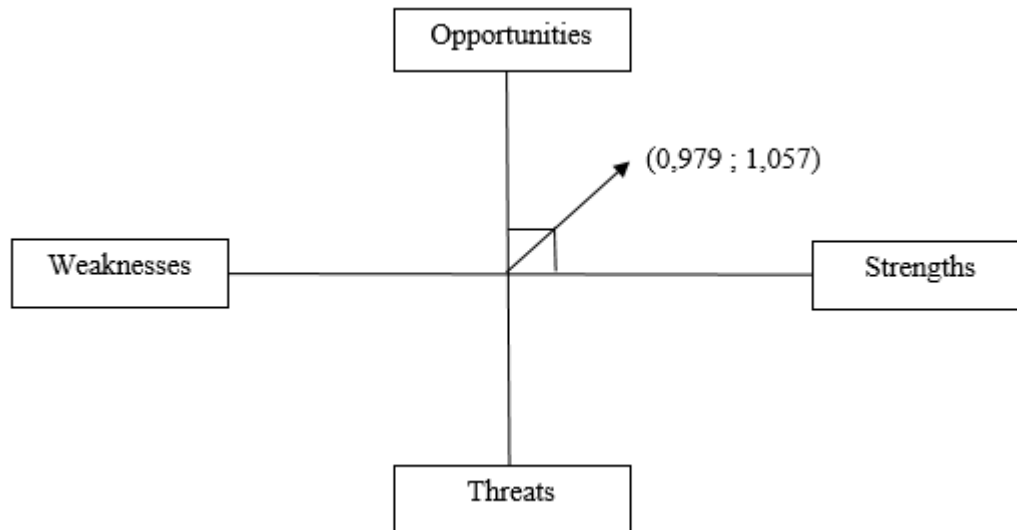 Opportunities
(0,979 ; 1,057)
Weaknesses
Strengths
Threats